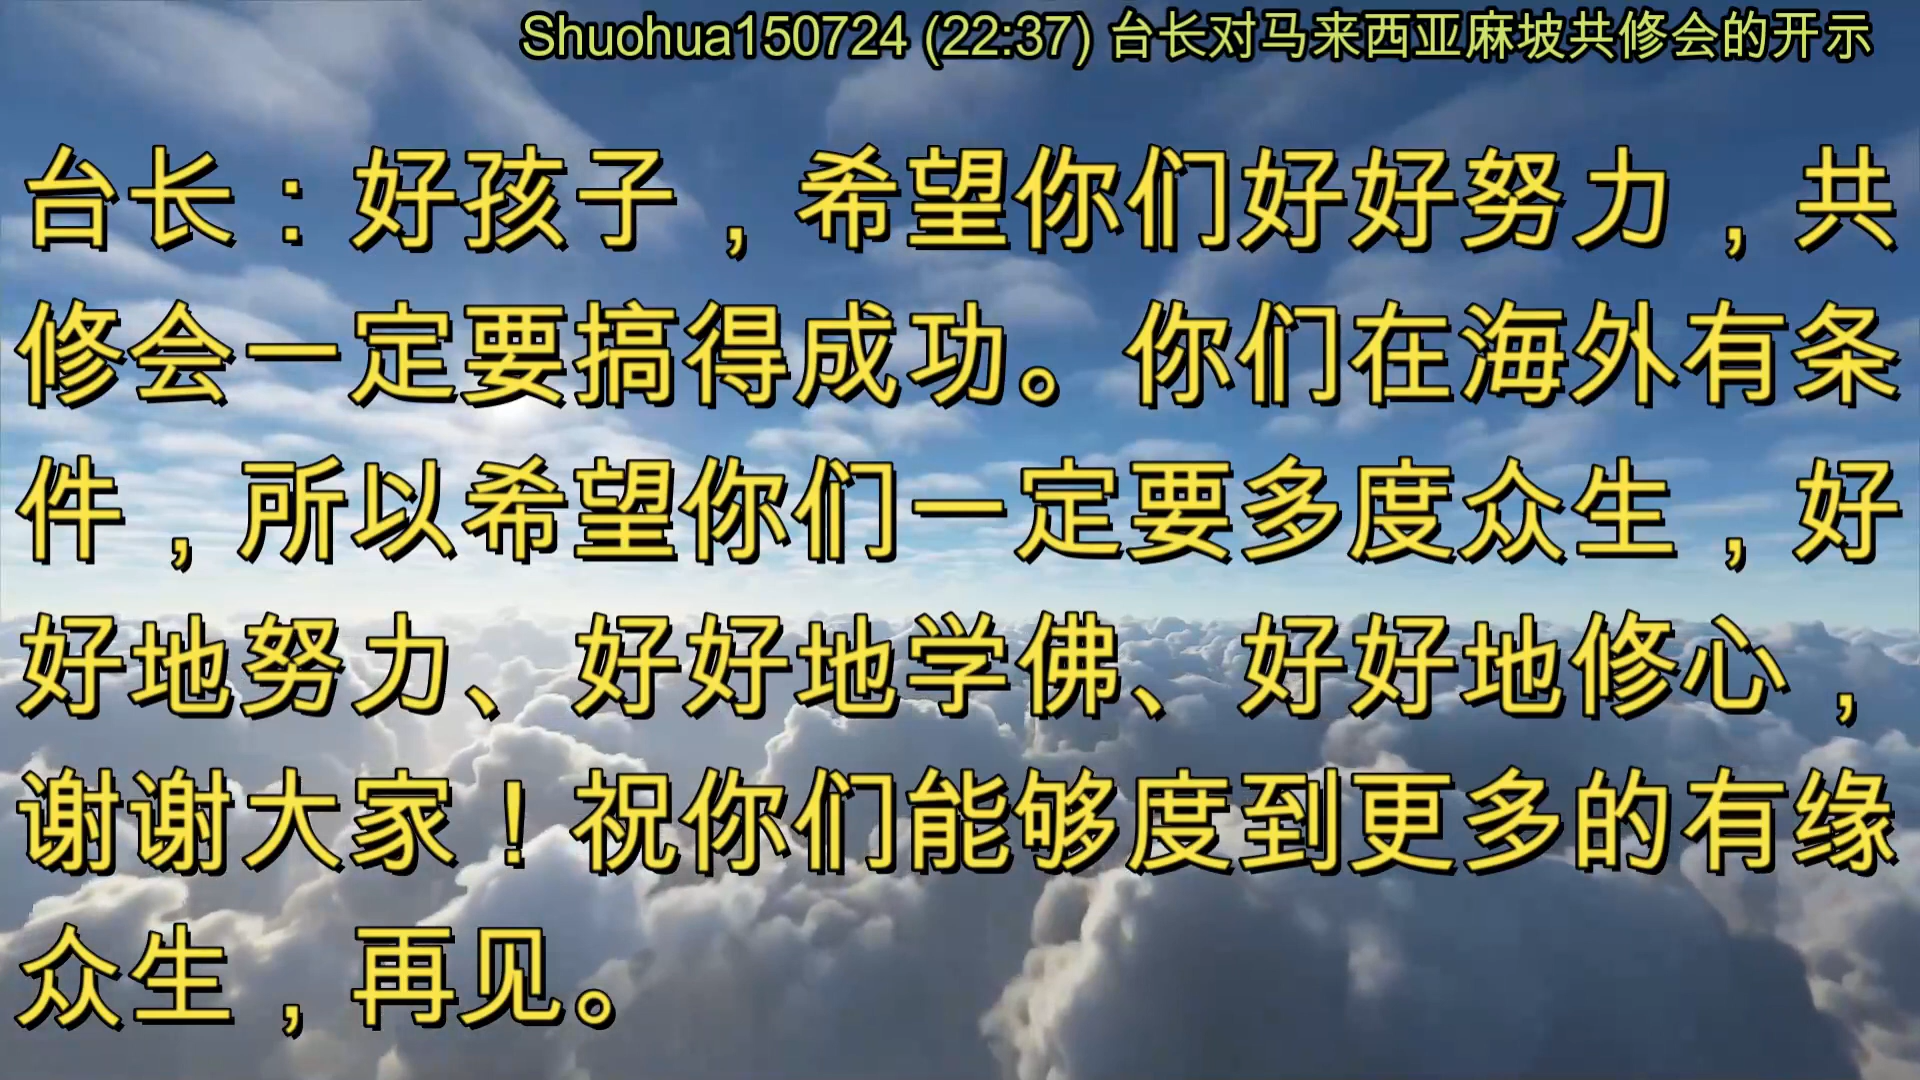 Shuohua150724 (22:37) 台长对马来西亚麻坡共修会的开示
台长：好孩子，希望你们好好努力，共
修会一定要搞得成功。你们在海外有条
件，所以希望你们一定要多度众生，好
好地努力、好好地学佛、好好地修心，
谢谢大家！祝你们能够度到更多的有缘
众生，再见。